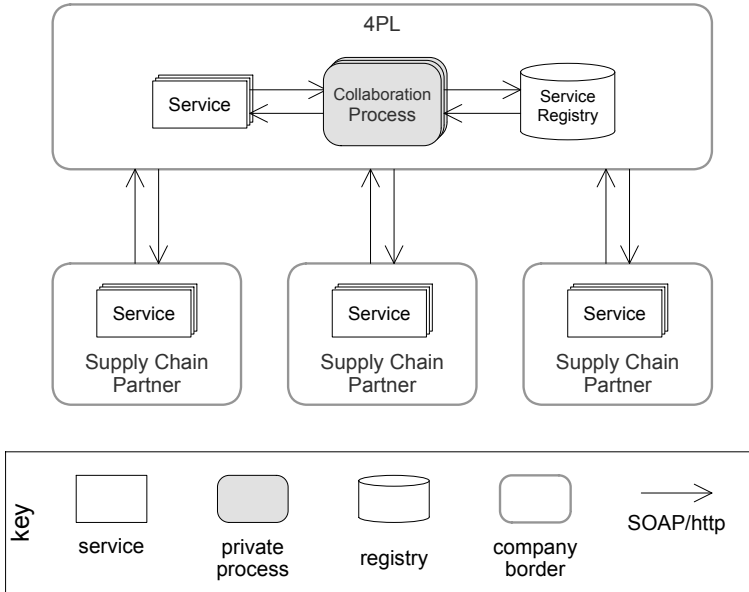 4PL
Service
Collaboration
Process
Service
Registry
Service
Supply Chain
Partner
Service
Supply Chain
Partner
Service
Supply Chain
Partner
key
service
private
process
registry
company
border
SOAP/http